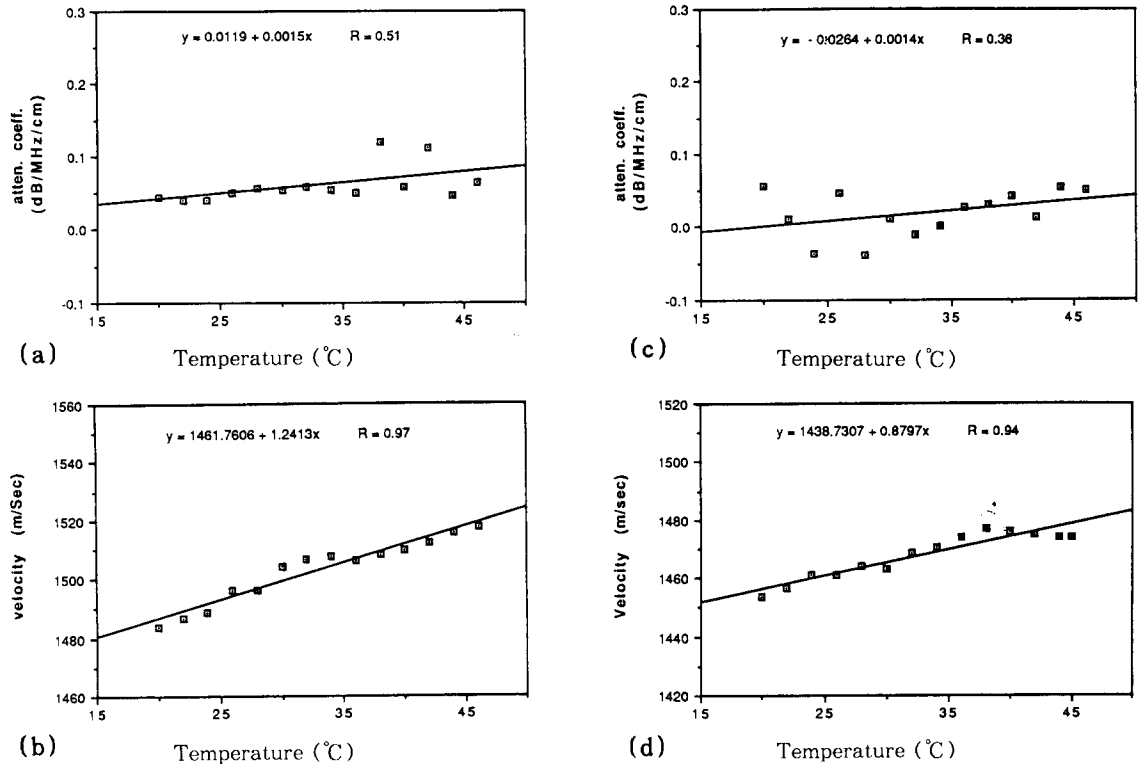 0.3
y = 0.0119 + 0.0015x R = 0.51
0.2
0.1
0.0
-0.1
atten. coeff.
(dB/MHz/cm)
15 25 35 45
(a) Temperature (℃)
0.3
y = - 0.0264 + 0.0014x R = 0.36
0.2
0.1
0.0
-0.1
atten. coeff.
(dB/MHz/cm)
15 25 35 45
(c) Temperature (℃)
1560
y = 1461.7606 + 1.2413x R = 0.97
1540
1520
1500
1480
1460
velocity (m/Sec)
15 25 35 45
(b) Temperature (℃)
1520
y = 1438.7307 + 0.8797x R = 0.94
1500
1480
1460
1440
1420
Velocity (m/sec)
15 25 35 45
(d) Temperature (℃)